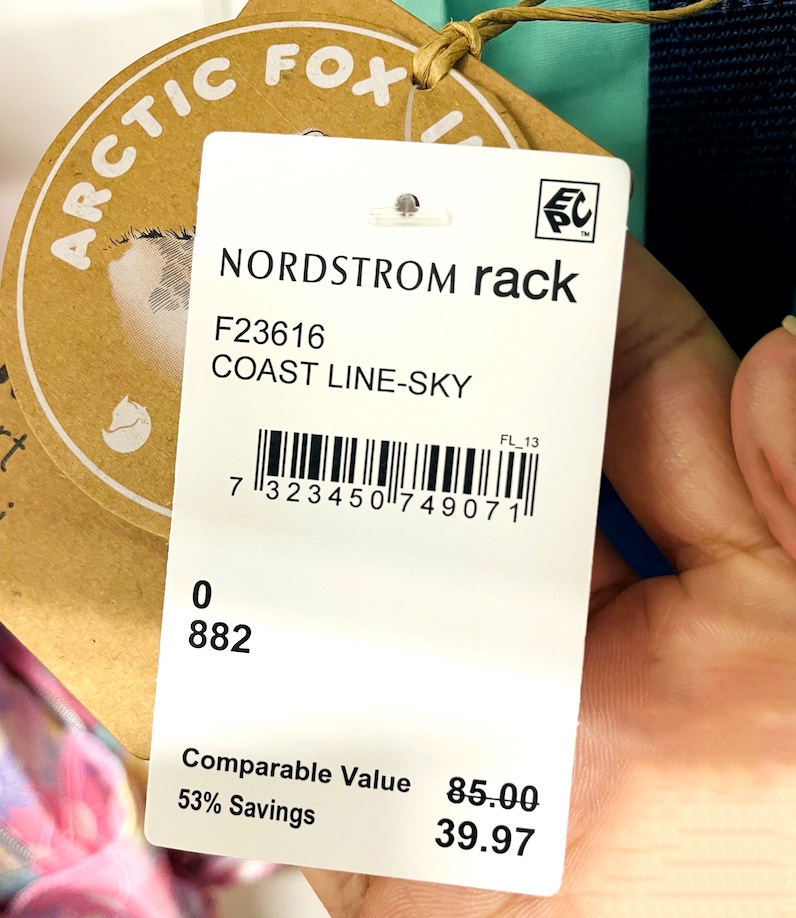 ARCTIC FOX
EPC
TM
NORDSTROM rack
F23616
COAST LINE-SKY
FL_13
7 323450 749071
0
882
Comparable Value 85.00
53% Savings 39.97